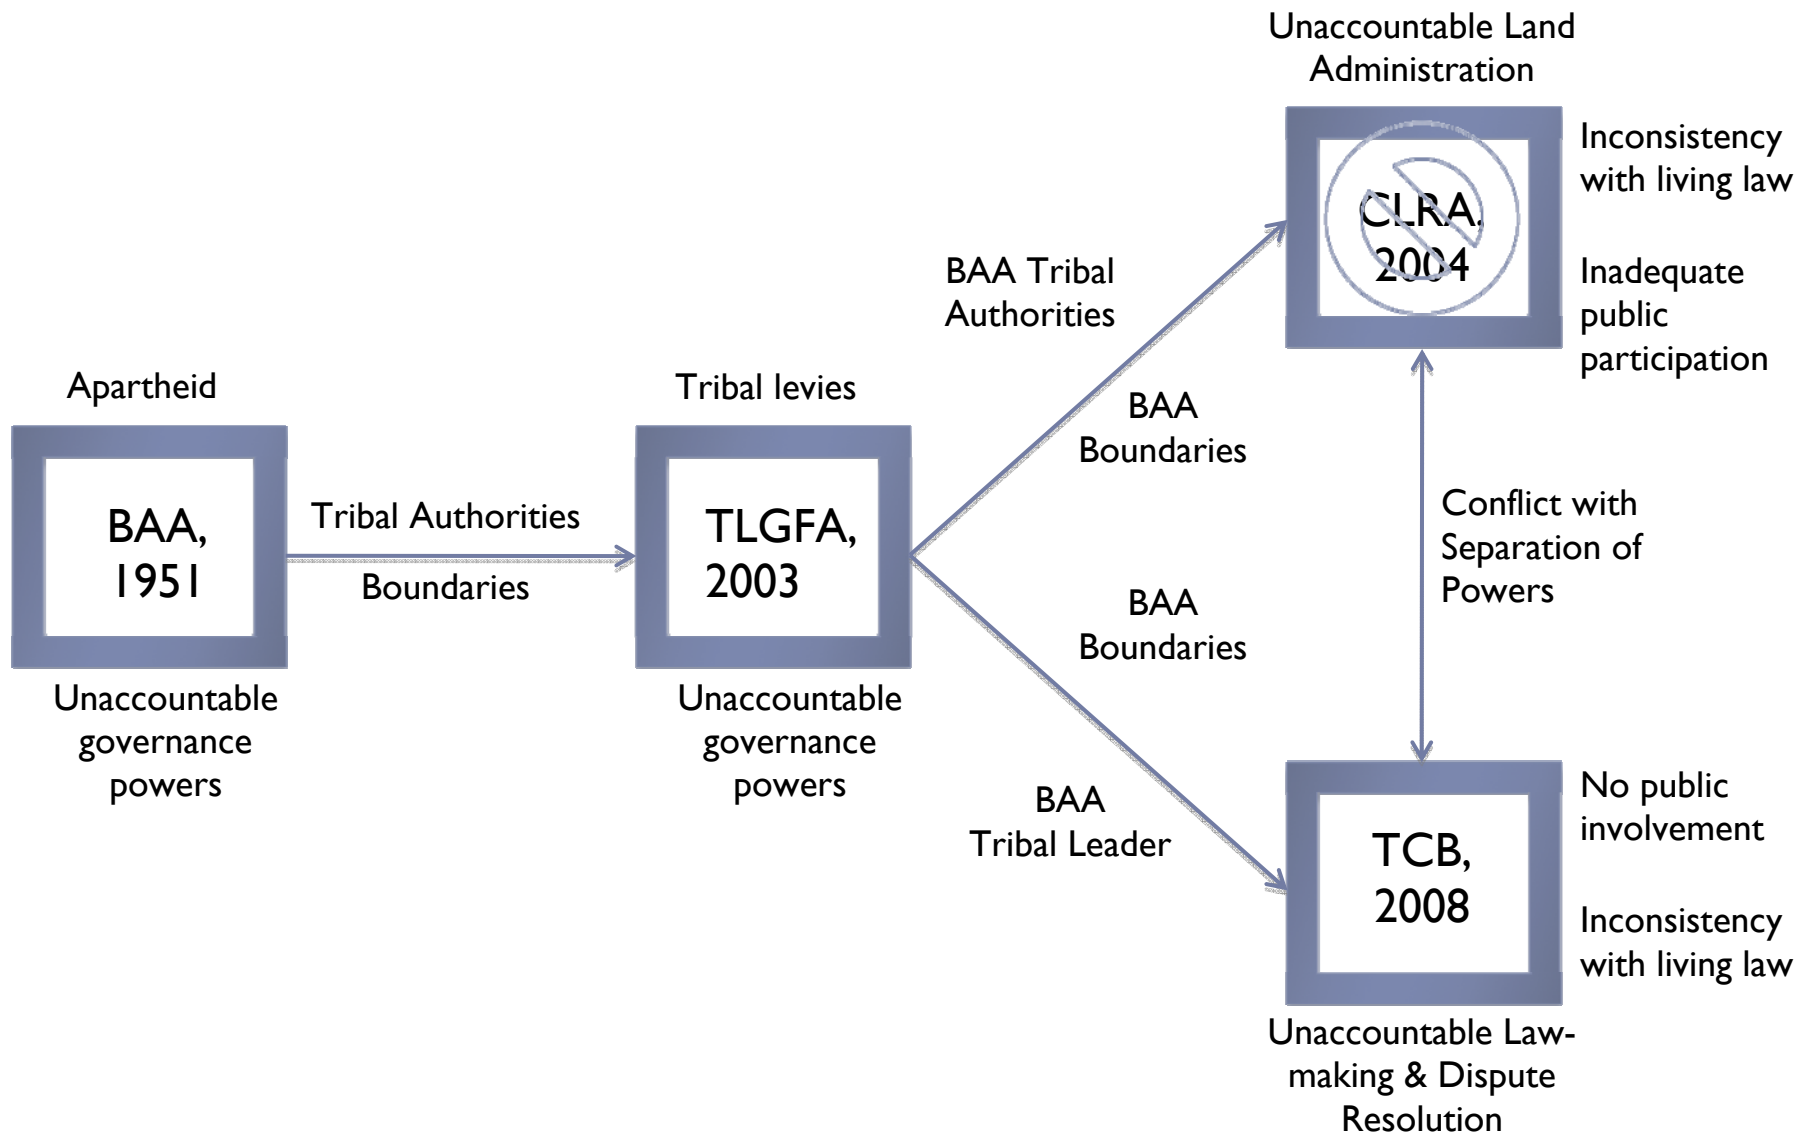 Apartheid
BAA,
1951
Unaccountable
governance
powers
Tribal Authorities
Boundaries
Tribal levies
TLGFA,
2003
Unaccountable
governance
powers
BAA Tribal
Authorities
BAA
Boundaries
BAA
Boundaries
BAA
Tribal Leader
Unaccountable Land
Administration
CLRA.
2004
Inconsistency
with living law
Inadequate
public
participation
Conflict with
Separation of
Powers
TCB,
2008
No public
involvement
Inconsistency
with living law
Unaccountable Law-
making & Dispute
Resolution